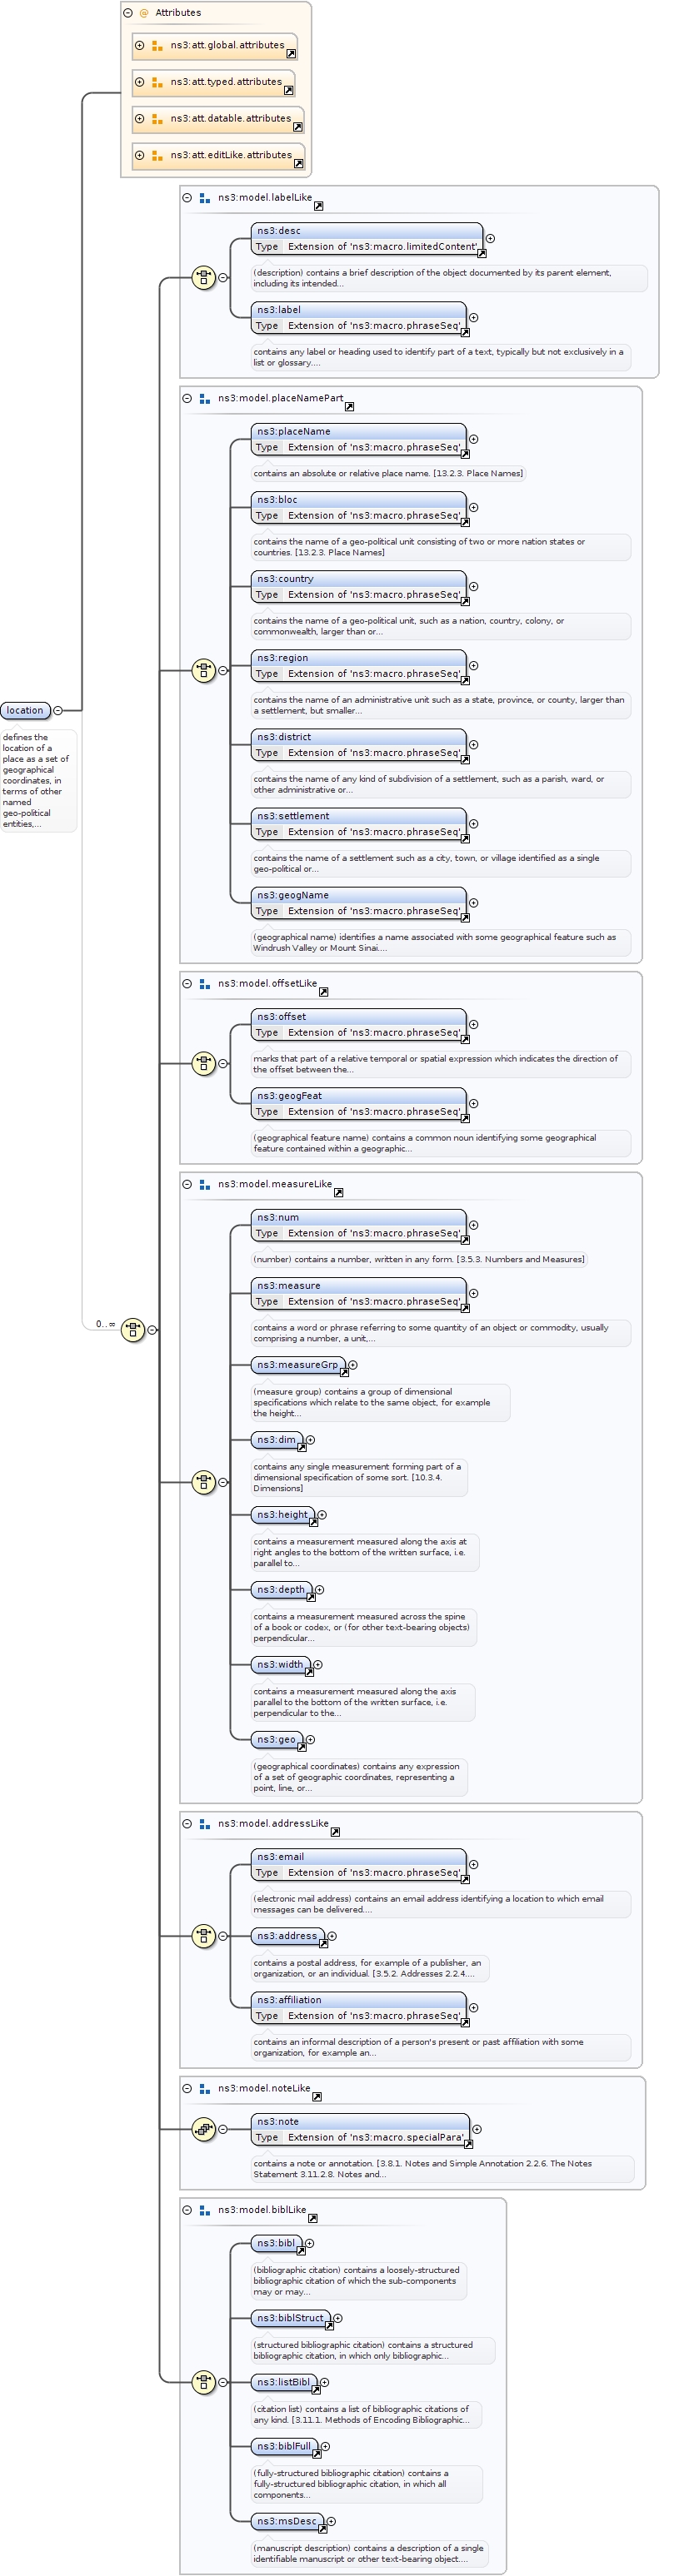 @ Attributes
ns3:att.global.attributes
ns3:att.typed.attributes
ns3:att.datable.attributes
ns3:att.editLike.attributes
ns3:model.labelLike
ns3:desc
Type Extension of 'ns3:macro.limitedContent'
(description) contains a brief description of the object documented by its parent element,
including its intended...
ns3:label
Type Extension of 'ns3:macro.phraseSeq'
contains any label or heading used to identify part of a text, typically but not exclusively in a
list or glossary....
ns3:model.placeNamePart
ns3:placeName
Type Extension of 'ns3:macro.phraseSeq'
contains an absolute or relative place name. [13.2.3. Place Names]
ns3:bloc
Type Extension of 'ns3:macro.phraseSeq'
contains the name of a geo-political unit consisting of two or more nation states or
countries. [13.2.3. Place Names]
ns3:country
Type Extension of 'ns3:macro.phraseSeq'
contains the name of a geo-political unit, such as a nation, country, colony, or
commonwealth, larger than or...
ns3:region
Type Extension of 'ns3:macro.phraseSeq'
contains the name of an administrative unit such as a state, province, or county, larger than
a settlement, but smaller...
ns3:district
Type Extension of 'ns3:macro.phraseSeq'
contains the name of any kind of subdivision of a settlement, such as a parish, ward, or
other administrative or...
ns3:settlement
Type Extension of 'ns3:macro.phraseSeq'
contains the name of a settlement such as a city, town, or village identified as a single
geo-political or...
ns3:geogName
Type Extension of 'ns3:macro.phraseSeq'
(geographical name) identifies a name associated with some geographical feature such as
Windrush Valley or Mount Sinai....
location
defines the
location of a
place as a set of
geographical
coordinates, in
terms of other
named
geo-political
entities,...
ns3:model.offsetLike
ns3:offset
Type Extension of 'ns3:macro.phraseSeq'
marks that part of a relative temporal or spatial expression which indicates the direction of
the offset between the...
ns3:geogFeat
Type Extension of 'ns3:macro.phraseSeq'
(geographical feature name) contains a common noun identifying some geographical
feature contained within a geographic...
0..∞
ns3:model.measureLike
ns3:num
Type Extension of 'ns3:macro.phraseSeq'
(number) contains a number, written in any form. [3.5.3. Numbers and Measures]
ns3:measure
Type Extension of 'ns3:macro.phraseSeq'
contains a word or phrase referring to some quantity of an object or commodity, usually
comprising a number, a unit,...
ns3:measureGrp
(measure group) contains a group of dimensional
specifications which relate to the same object, for example
the height...
ns3:dim
contains any single measurement forming part of a
dimensional specification of some sort. [10.3.4.
Dimensions]
ns3:height
contains a measurement measured along the axis at
right angles to the bottom of the written surface, i.e.
parallel to...
ns3:depth
contains a measurement measured across the spine
of a book or codex, or (for other text-bearing objects)
perpendicular...
ns3:width
contains a measurement measured along the axis
parallel to the bottom of the written surface, i.e.
perpendicular to the...
ns3:geo
(geographical coordinates) contains any expression
of a set of geographic coordinates, representing a
point, line, or...
ns3:model.addressLike
ns3:email
Type Extension of 'ns3:macro.phraseSeq'
(electronic mail address) contains an email address identifying a location to which email
messages can be delivered....
ns3:address
contains a postal address, for example of a publisher, an
organization, or an individual. [3.5.2. Addresses 2.2.4....
ns3:affiliation
Type Extension of 'ns3:macro.phraseSeq'
contains an informal description of a person's present or past affiliation with some
organization, for example an...
ns3:model.noteLike
ns3:note
Type Extension of 'ns3:macro.specialPara'
contains a note or annotation. [3.8.1. Notes and Simple Annotation 2.2.6. The Notes
Statement 3.11.2.8. Notes and...
ns3:model.biblLike
ns3:bibl
(bibliographic citation) contains a loosely-structured
bibliographic citation of which the sub-components
may or may...
ns3:biblStruct
(structured bibliographic citation) contains a structured
bibliographic citation, in which only bibliographic...
ns3:listBibl
(citation list) contains a list of bibliographic citations of
any kind. [3.11.1. Methods of Encoding Bibliographic...
ns3:biblFull
(fully-structured bibliographic citation) contains a
fully-structured bibliographic citation, in which all
components...
ns3:msDesc
(manuscript description) contains a description of a single
identifiable manuscript or other text-bearing object....